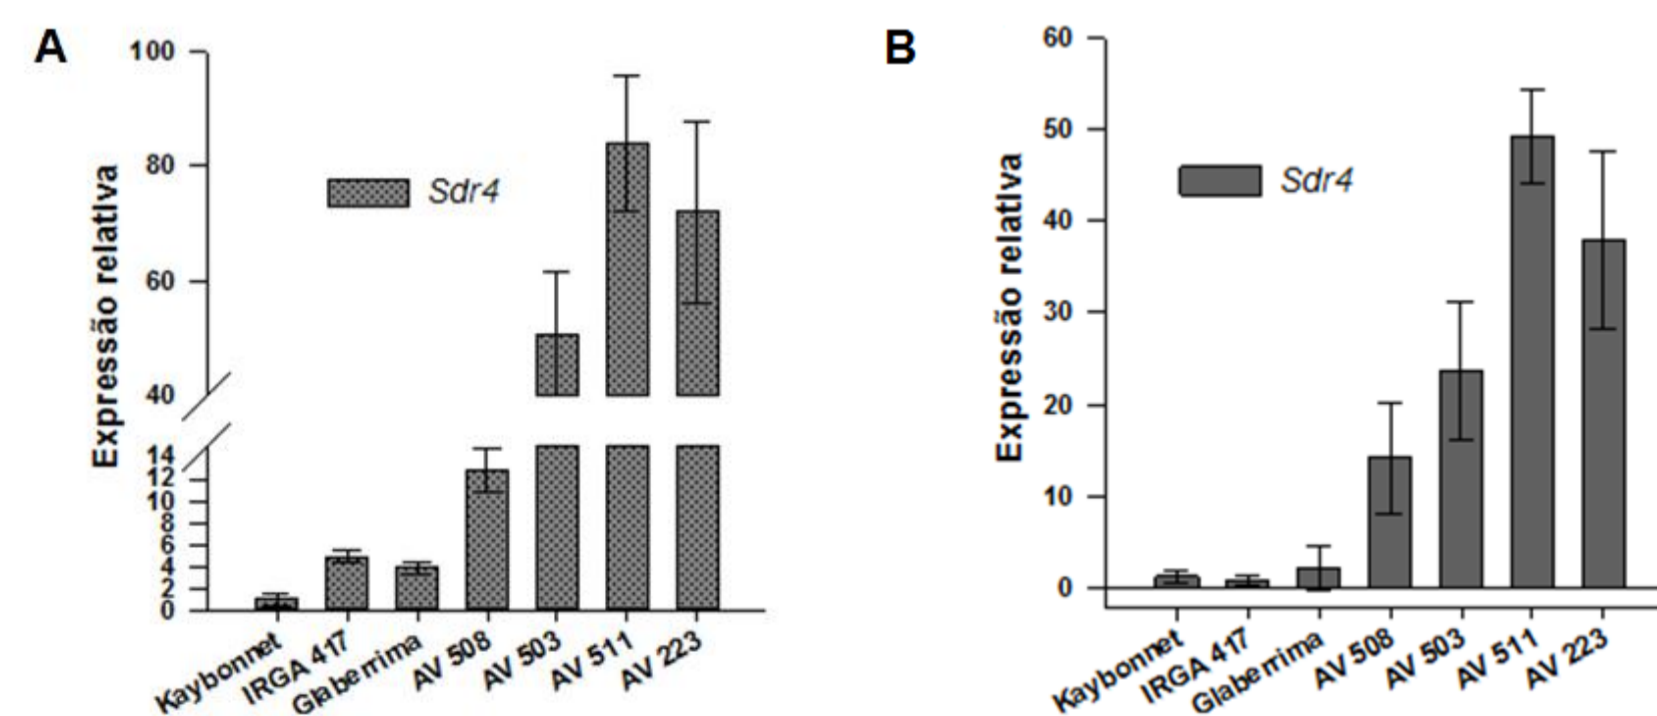 A
Expressão relativa
100
80
60
40
14
12
10
8
6
4
2
0
Sdr4
Kaybonnet
IRGA 417
Glaberrima
AV 508
AV 503
AV 511
AV 223
B
Expressão relativa
60
50
40
30
20
10
0
Sdr4
Kaybonnet
IRGA 417
Glaberrima
AV 508
AV 503
AV 511
AV 223